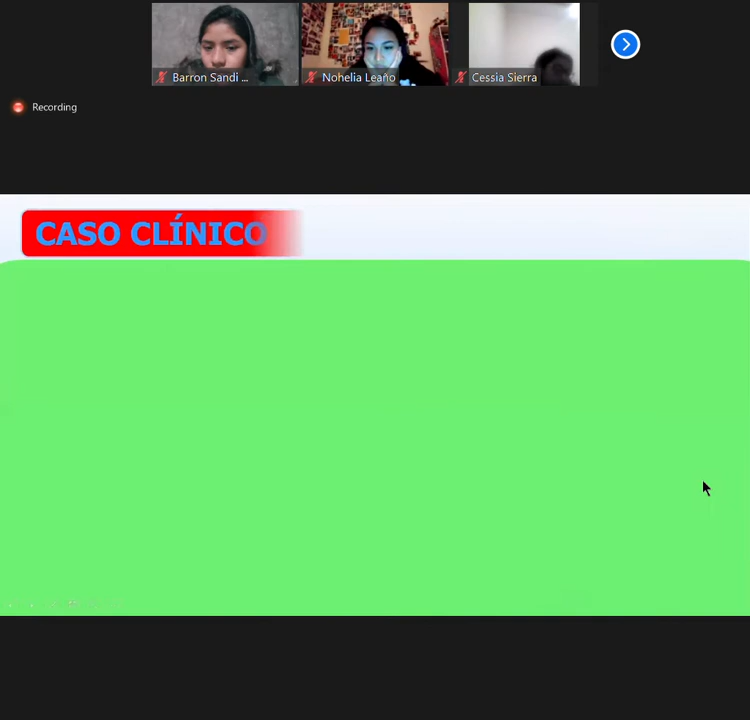 Barron Sandi ...
Nohelia Leaño
Cessia Sierra
Recording
CASO CLÍNICO